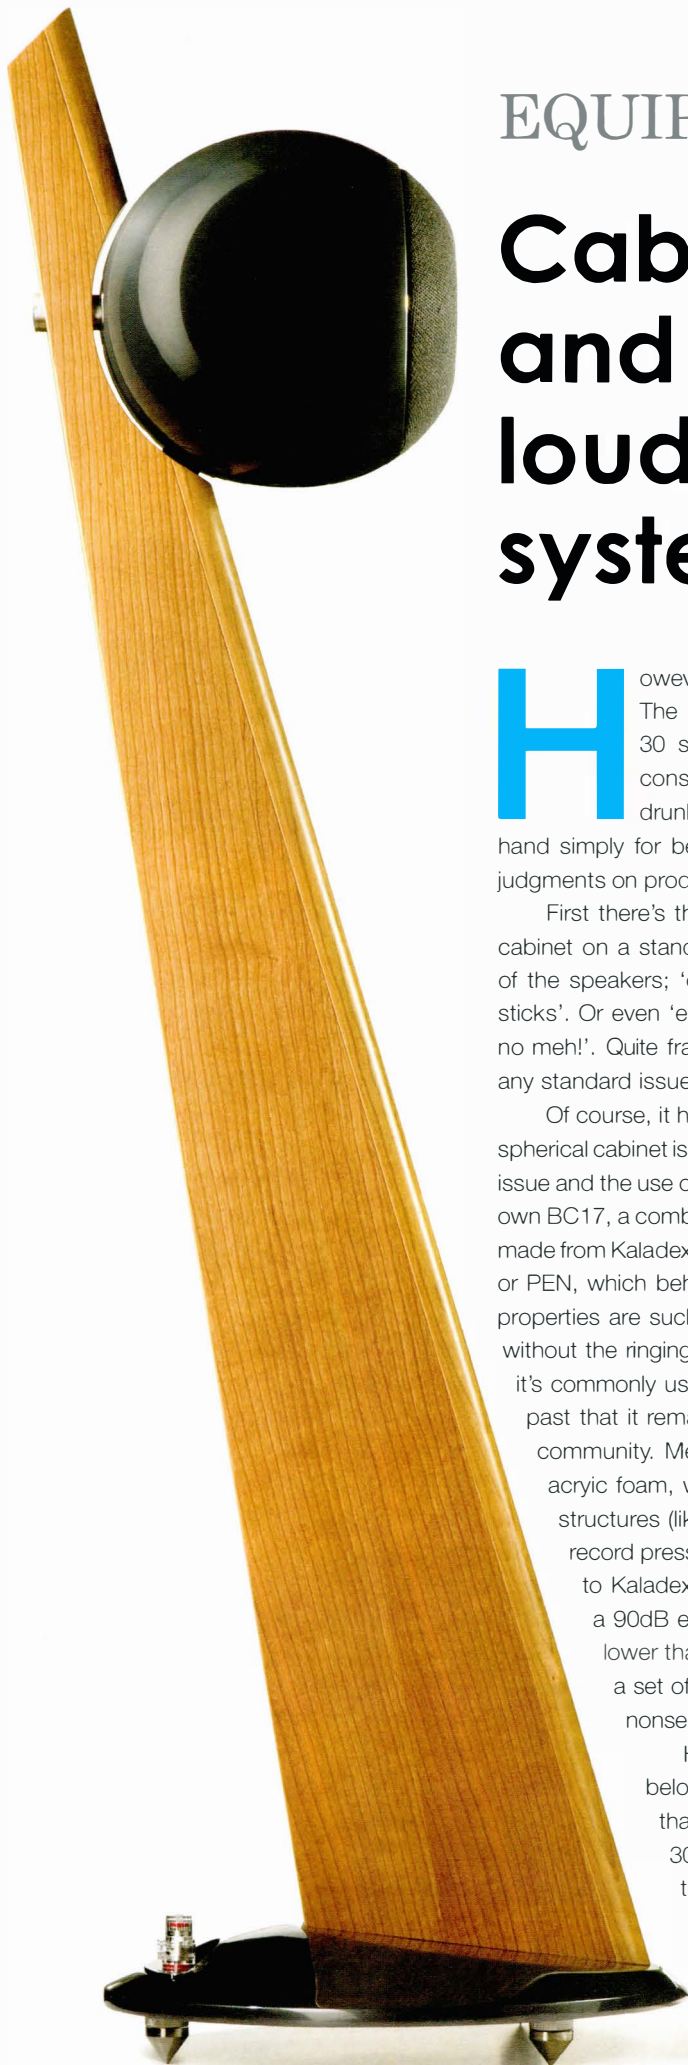 EQUIP
Cab
and
loud
syste
Howev
The
30 s
cons
drunl
hand simply for be
judgments on prod
First there's th
cabinet on a stand
of the speakers; 'e
sticks'. Or even 'e
no meh!'. Quite fra
any standard issue
Of course, it h
spherical cabinet is
issue and the use o
own BC17, a comb
made from Kaladex
or PEN, which beh
properties are such
without the ringing
it's commonly us
past that it rema
community. Me
acryic foam, v
structures (lik
record press
to Kaladex
a 90dB e
lower tha
a set of
nonse
H
belo
tha
30
t